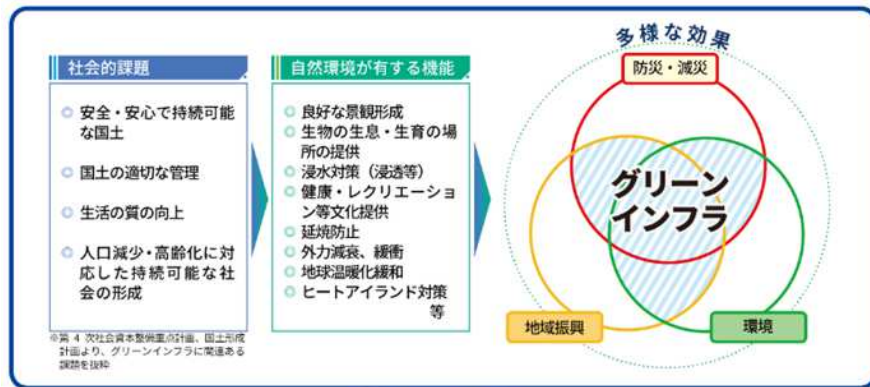 社会的課題
安全・安心で持続可能
な国土
国土の適切な管理
生活の質の向上
人口減少・高齢化に対
応した持続可能な社
会の形成
※第 4 次社会資本整備重点計画、国土形成
計画より、グリーンインフラに関連ある
課題を抜粋
自然環境が有する機能
良好な景観形成
生物の生息・生育の場
所の提供
浸水対策（浸透等）
健康・レクリエーショ
ン等文化提供
延焼防止
外力減衰、緩衝
地球温暖化緩和
ヒートアイランド対策
等
多様な効果
防災・減災
グリーン
インフラ
地域振興
環境